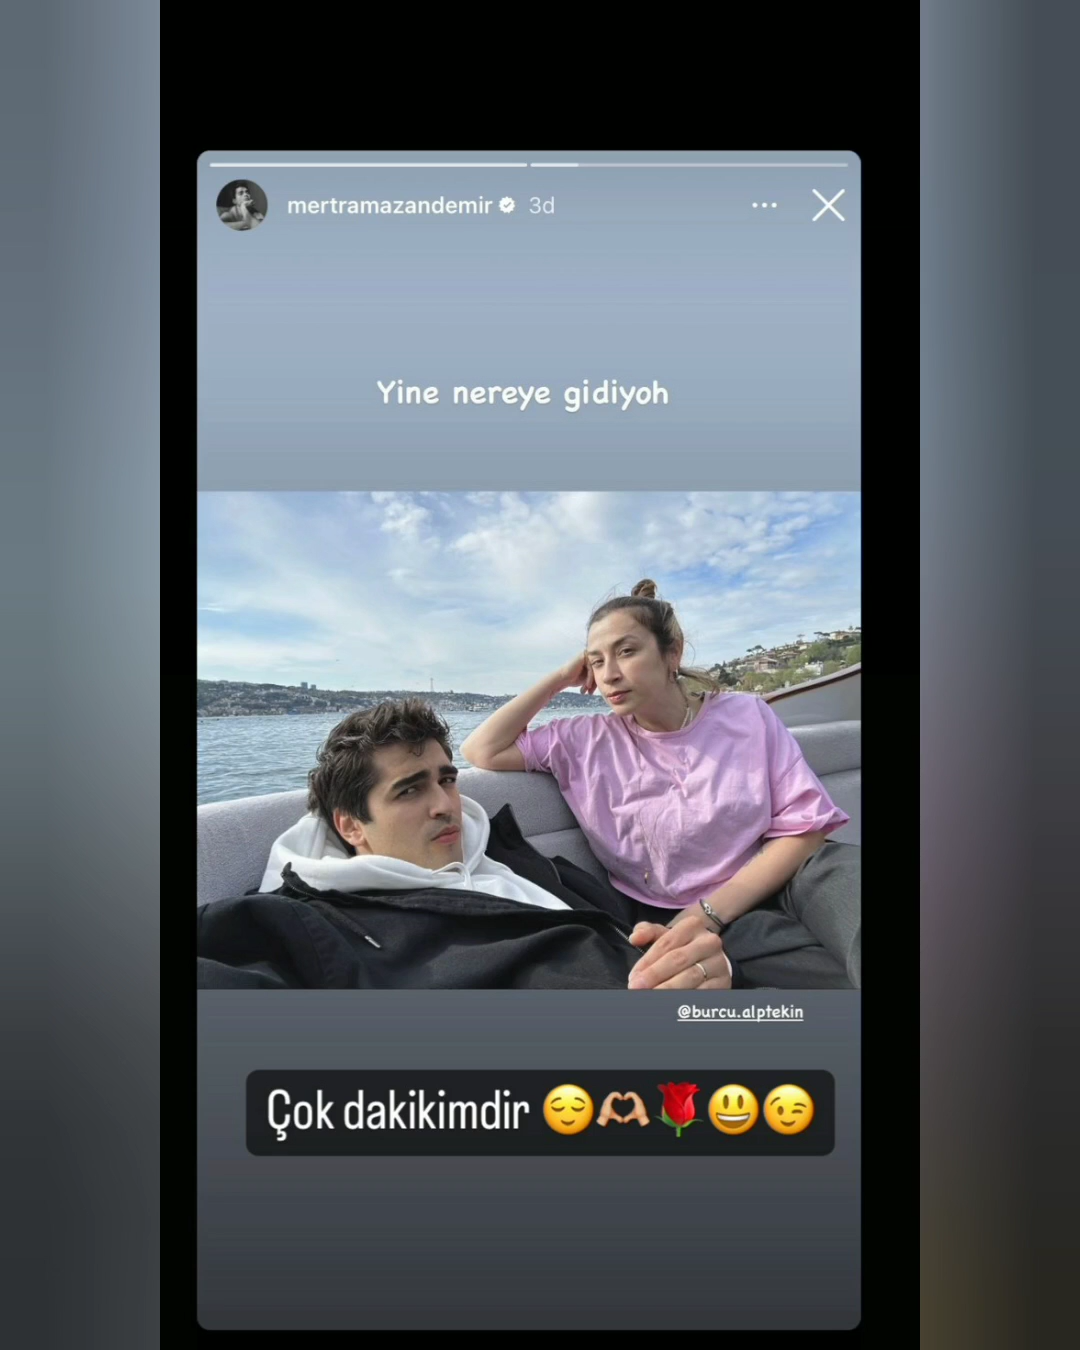 mertramazandemir 3d
Yine nereye gidiyoh
@burcu.alptekin
Çok dakikimdir 😌🫶🏼🌹😃😉